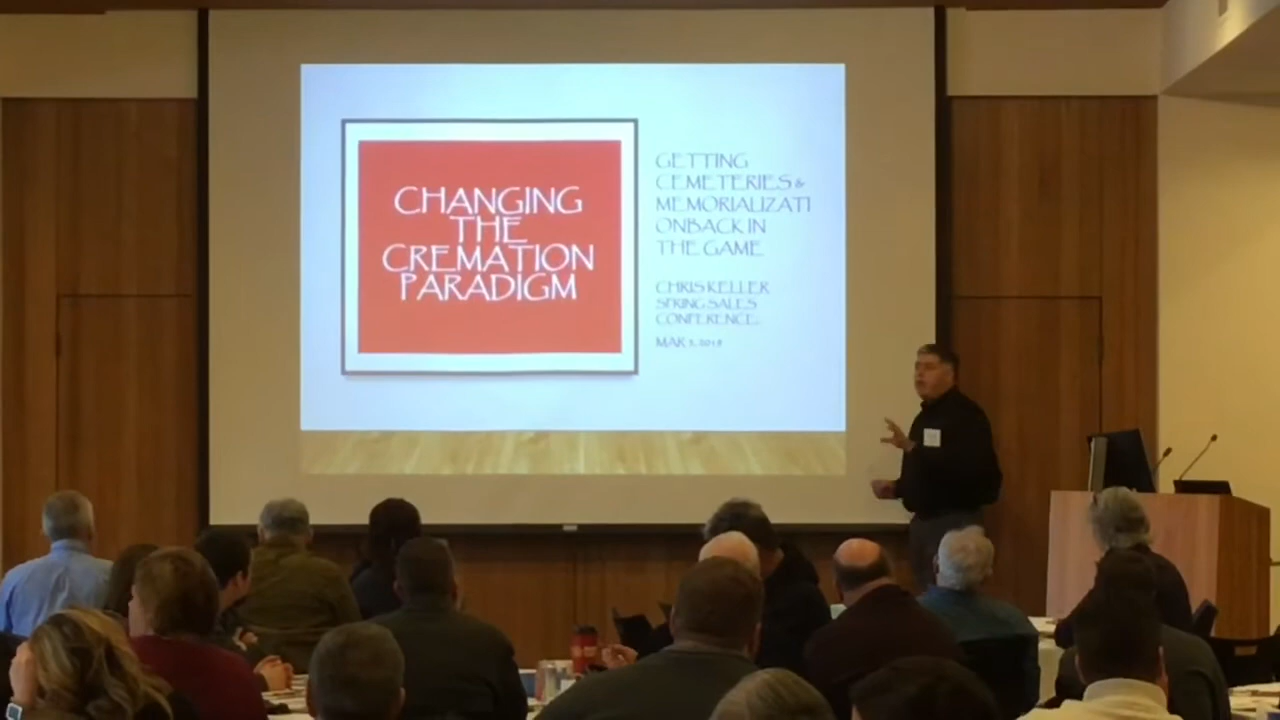 CHANGING
THE
CREMATION
PARADIGM
GETTING
CEMETERIES &
MEMORIALIZATI
ONBACK IN
THE GAME
CHRIS KELLER
SPRING SALES
CONFERENCE